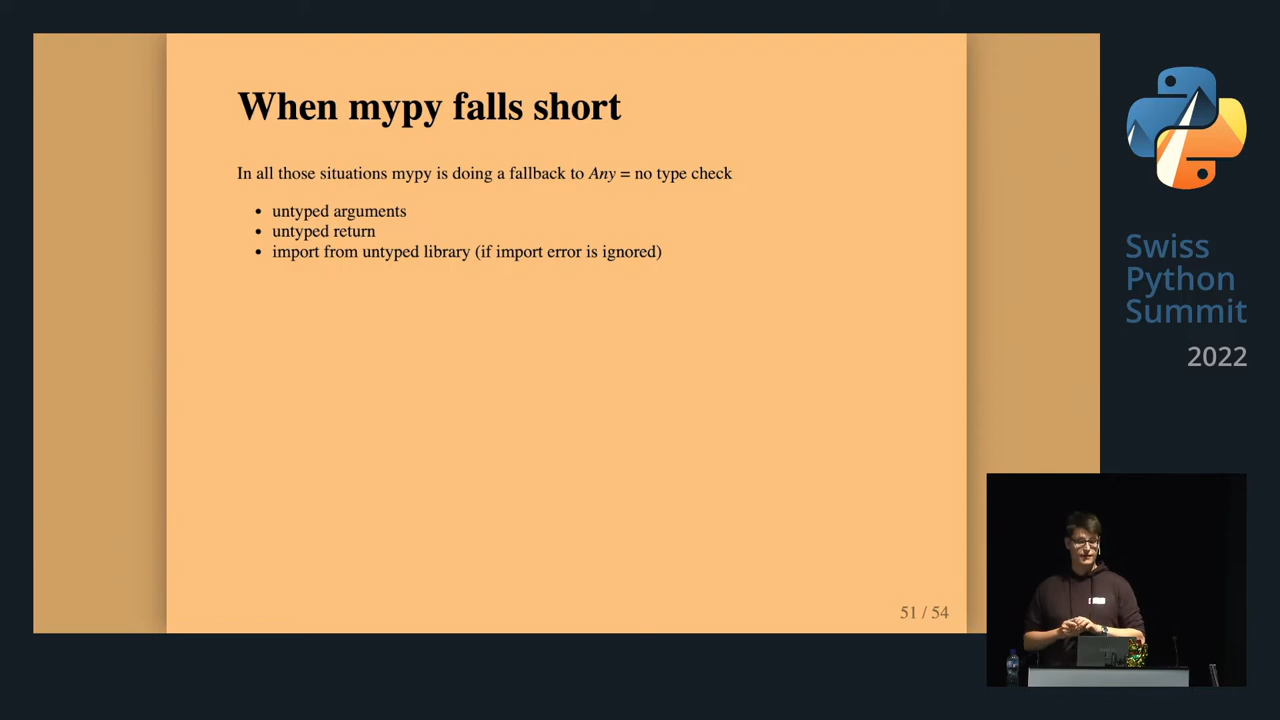 When mypy falls short
In all those situations mypy is doing a fallback to Any = no type check
• untyped arguments
• untyped return
• import from untyped library (if import error is ignored)
51 / 54
Swiss
Python
Summit
2022